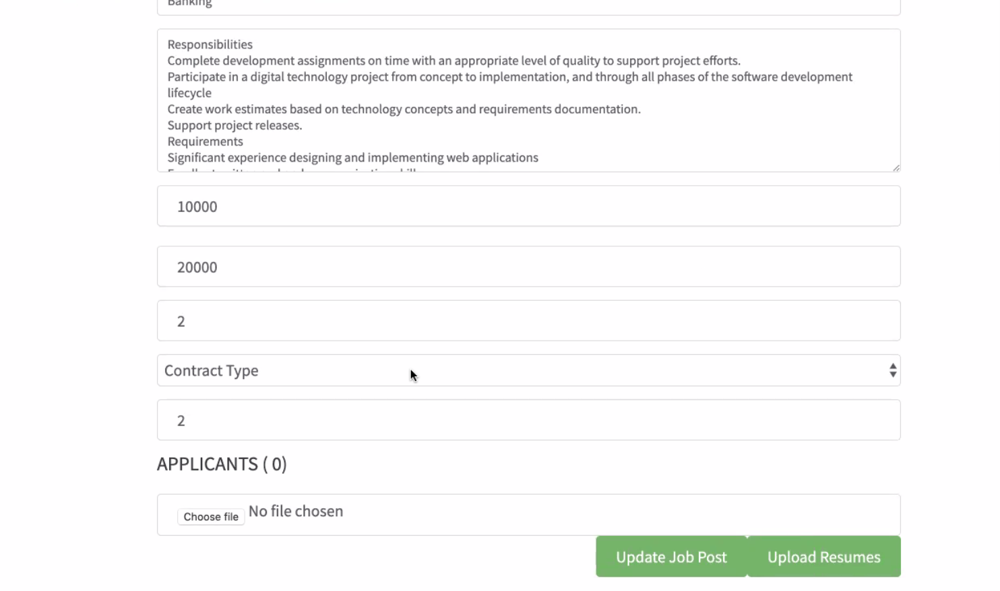 Banking
Responsibilities
Complete development assignments on time with an appropriate level of quality to support project efforts.
Participate in a digital technology project from concept to implementation, and through all phases of the software development
lifecycle
Create work estimates based on technology concepts and requirements documentation.
Support project releases.
Requirements
Significant experience designing and implementing web applications
10000
20000
2
Contract Type
2
APPLICANTS ( 0)
Choose file No file chosen
Update Job Post Upload Resumes